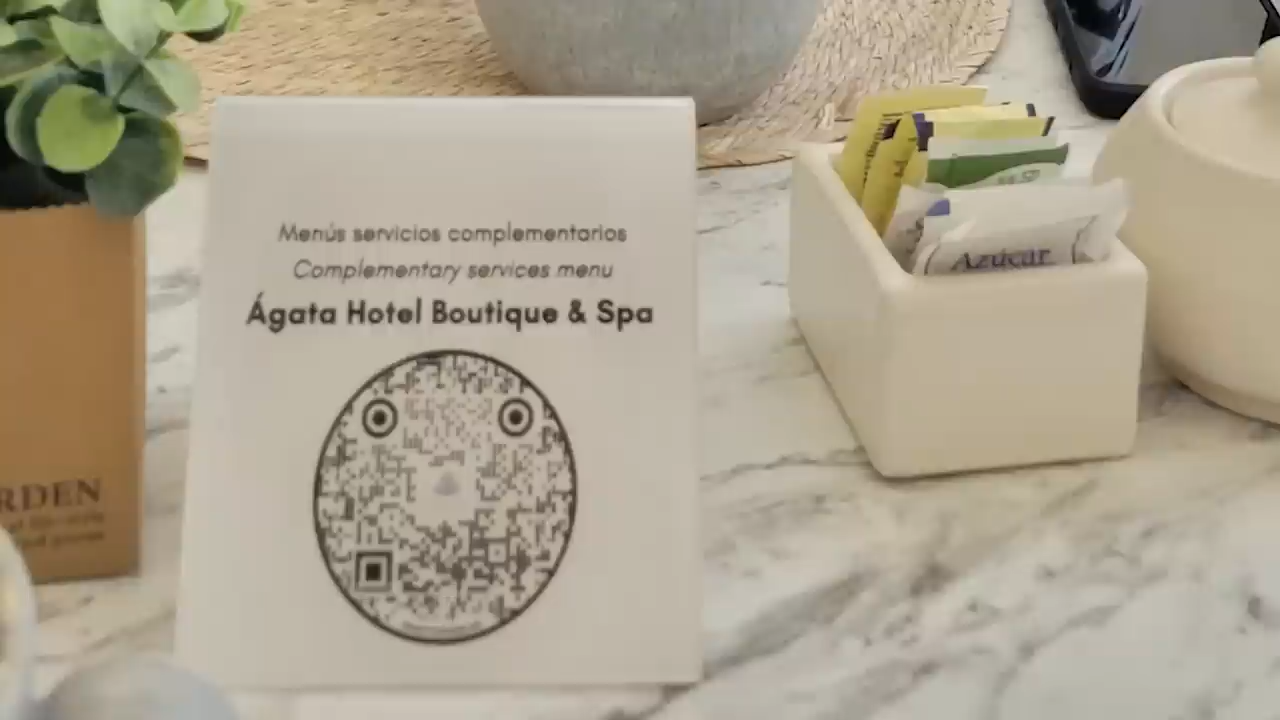 Menús servicios complementarios
Complementary services menu
Ágata Hotel Boutique & Spa
Azúcar
RDEN